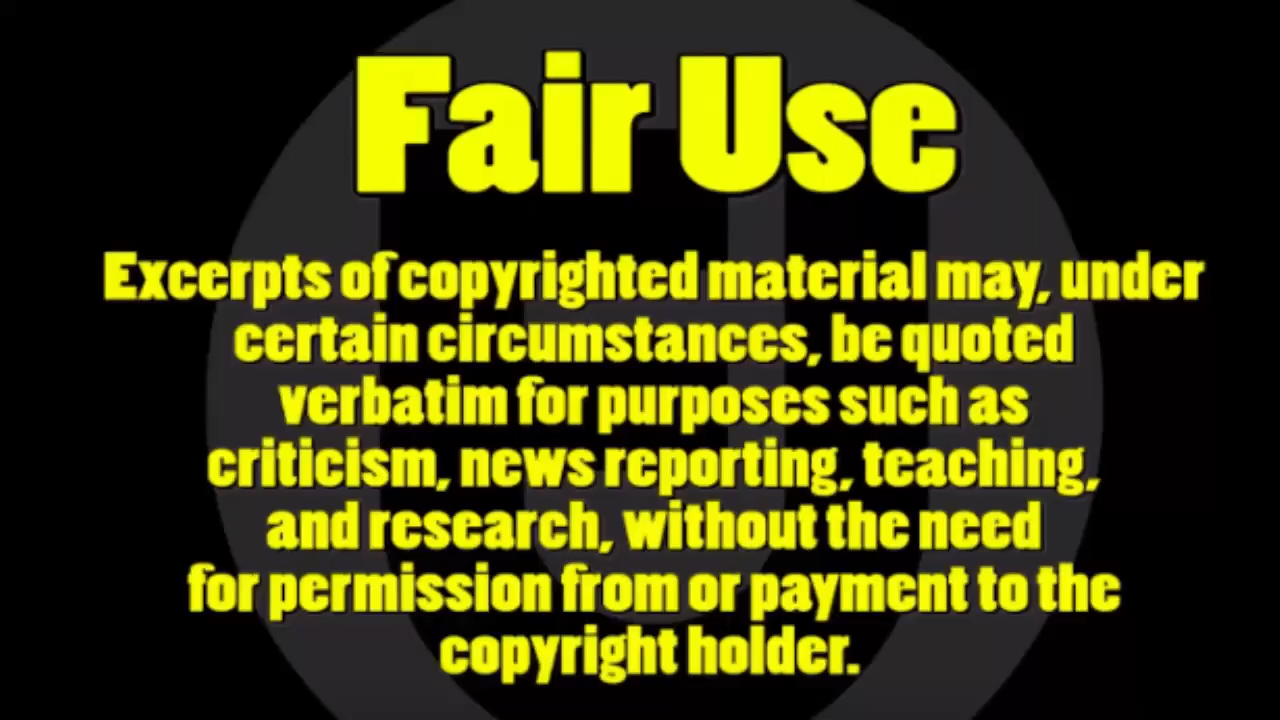 Fair Use
Excerpts of copyrighted material may, under
certain circumstances, be quoted
verbatim for purposes such as
criticism, news reporting, teaching,
and research, without the need
for permission from or payment to the
copyright holder.